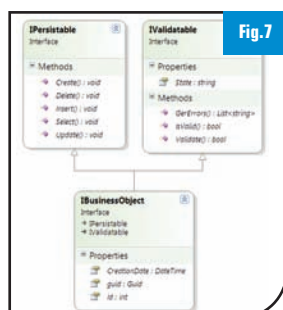 Fig.7
IPersistable
Interface
Methods
Create() : void
Delete() : void
Insert() : void
Select() : void
Update() : void
IValidatable
Interface
Properties
State : string
Methods
GerErrors() : List<string>
isValid() : bool
Validate() : bool
IBusinessObject
Interface
IPersistable
IValidatable
Properties
CreationDate : DateTime
guid : Guid
id : int